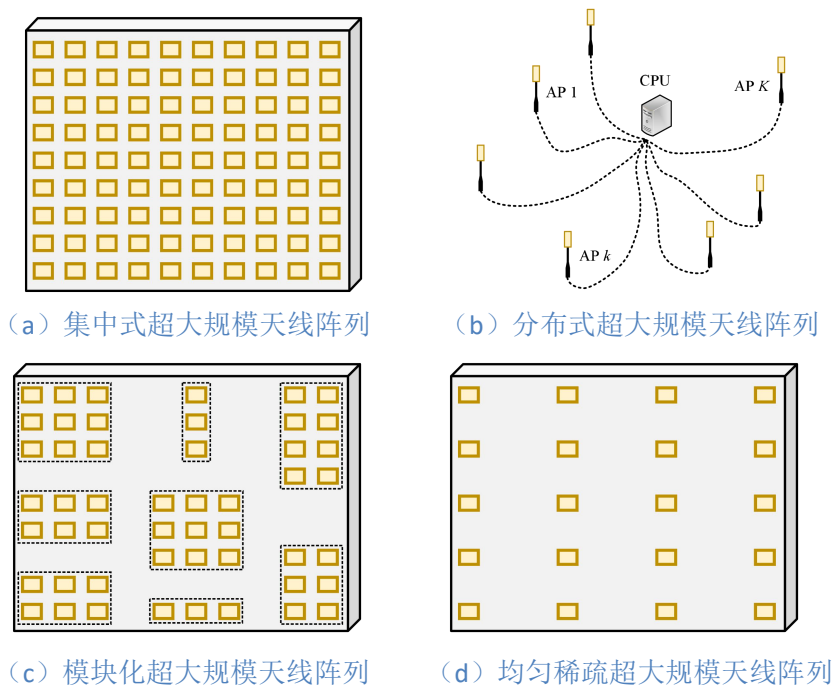 CPU
AP 1
AP K
AP k
（a）集中式超大规模天线阵列
（b）分布式超大规模天线阵列
（c）模块化超大规模天线阵列
（d）均匀稀疏超大规模天线阵列